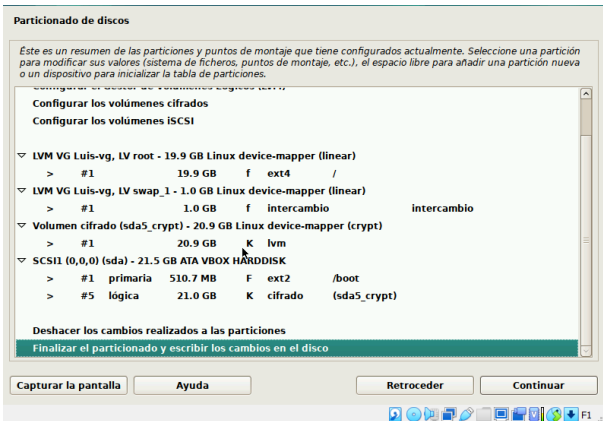 Particionado de discos
Éste es un resumen de las particiones y puntos de montaje que tiene configurados actualmente. Seleccione una partición
para modificar sus valores (sistema de ficheros, puntos de montaje, etc.), el espacio libre para añadir una partición nueva
o un dispositivo para inicializar la tabla de particiones.
Configurar el Gestor de Volúmenes Lógicos (LVM)
Configurar los volúmenes cifrados
Configurar los volúmenes iSCSI
▽ LVM VG Luis-vg, LV root - 19.9 GB Linux device-mapper (linear)
> #1 19.9 GB f ext4 /
▽ LVM VG Luis-vg, LV swap_1 - 1.0 GB Linux device-mapper (linear)
> #1 1.0 GB f intercambio intercambio
▽ Volumen cifrado (sda5_crypt) - 20.9 GB Linux device-mapper (crypt)
> #1 20.9 GB K lvm
▽ SCSI1 (0,0,0) (sda) - 21.5 GB ATA VBOX HARDDISK
> #1 primaria 510.7 MB F ext2 /boot
> #5 lógica 21.0 GB K cifrado (sda5_crypt)
Deshacer los cambios realizados a las particiones
Finalizar el particionado y escribir los cambios en el disco
Capturar la pantalla Ayuda Retroceder Continuar
F1